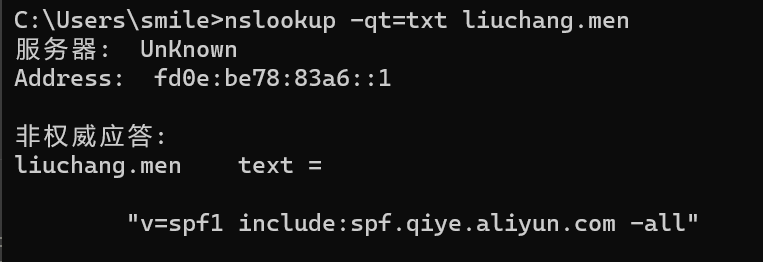 C:\Users\smile>nslookup -qt=txt liuchang.men
服务器:  UnKnown
Address:  fd0e:be78:83a6::1
非权威应答:
liuchang.men    text =
"v=spf1 include:spf.qiye.aliyun.com -all"